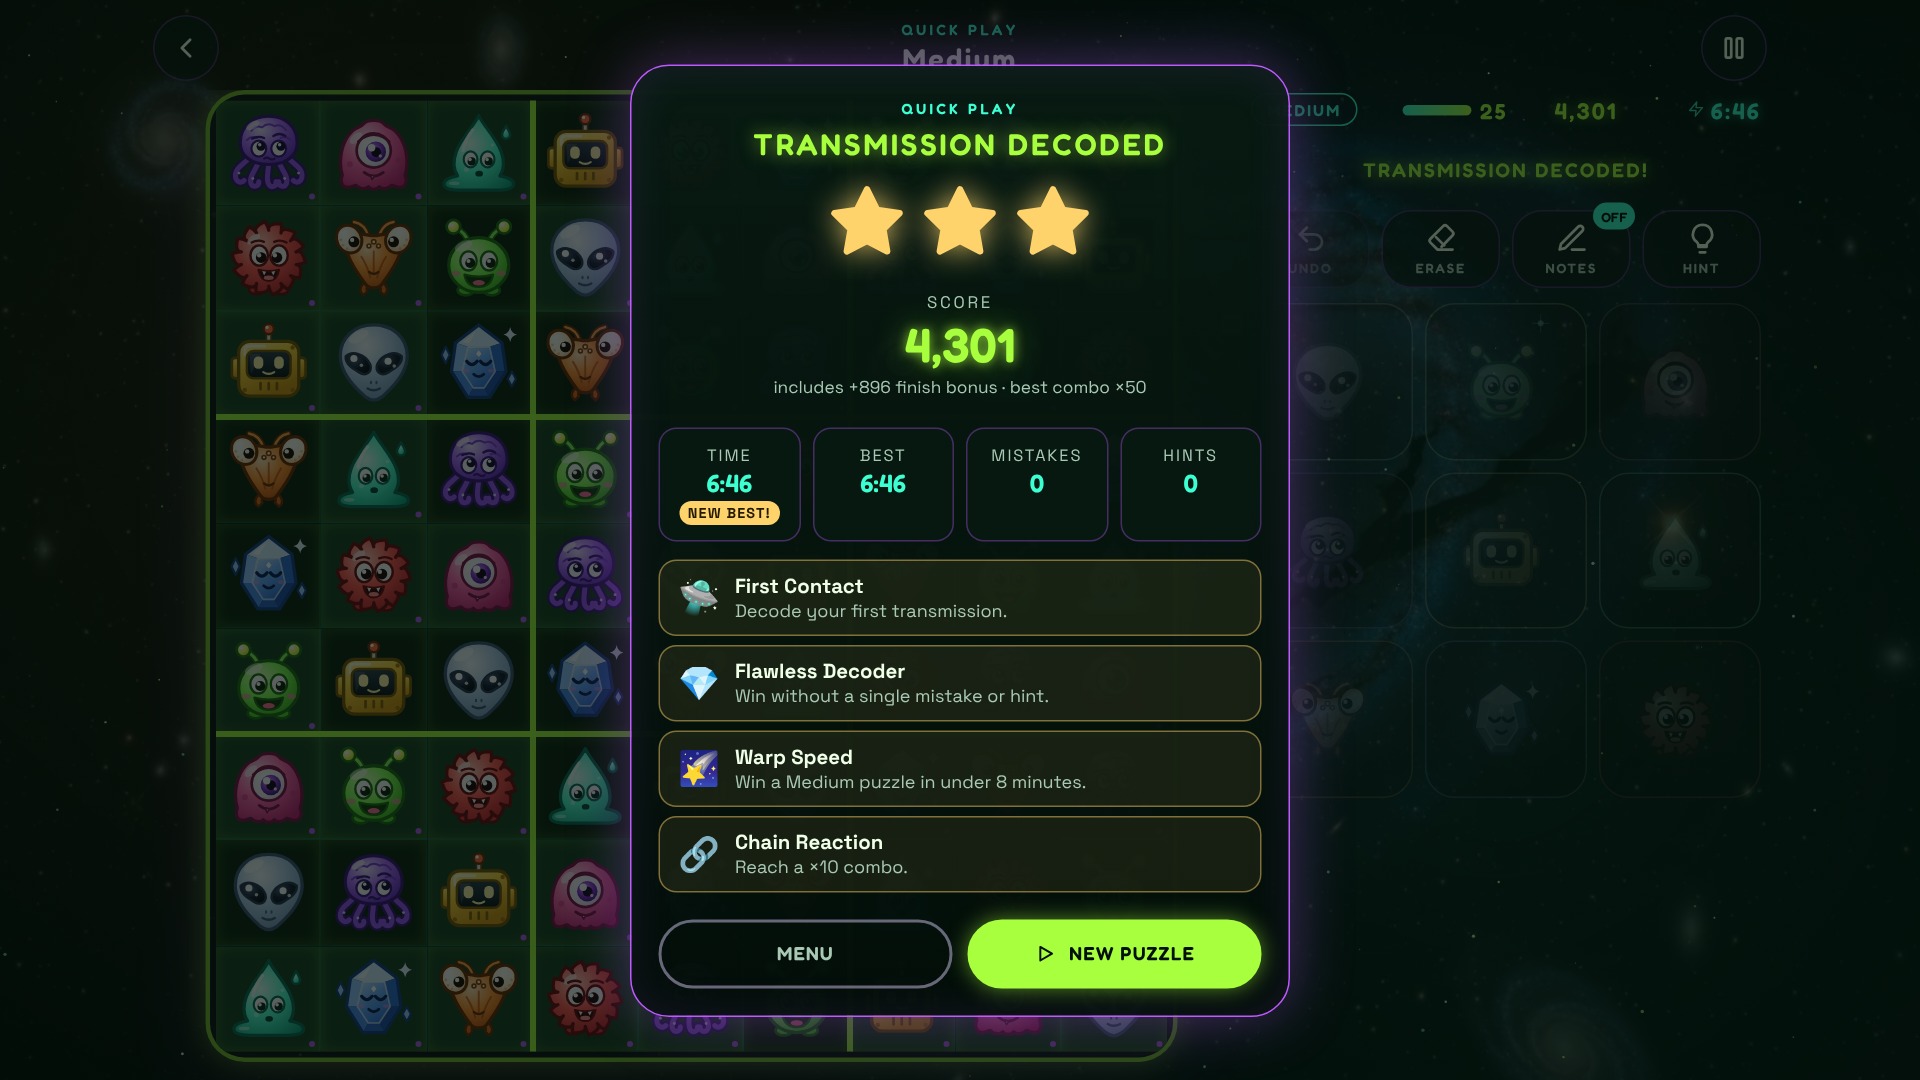 QUICK PLAY
Medium
25
4,301
6:46
TRANSMISSION DECODED!
OFF
ERASE
NOTES
HINT
QUICK PLAY
TRANSMISSION DECODED
SCORE
4,301
includes +896 finish bonus · best combo ×50
TIME
6:46
NEW BEST!
BEST
6:46
MISTAKES
0
HINTS
0
First Contact
Decode your first transmission.
Flawless Decoder
Win without a single mistake or hint.
Warp Speed
Win a Medium puzzle in under 8 minutes.
Chain Reaction
Reach a ×10 combo.
MENU
NEW PUZZLE